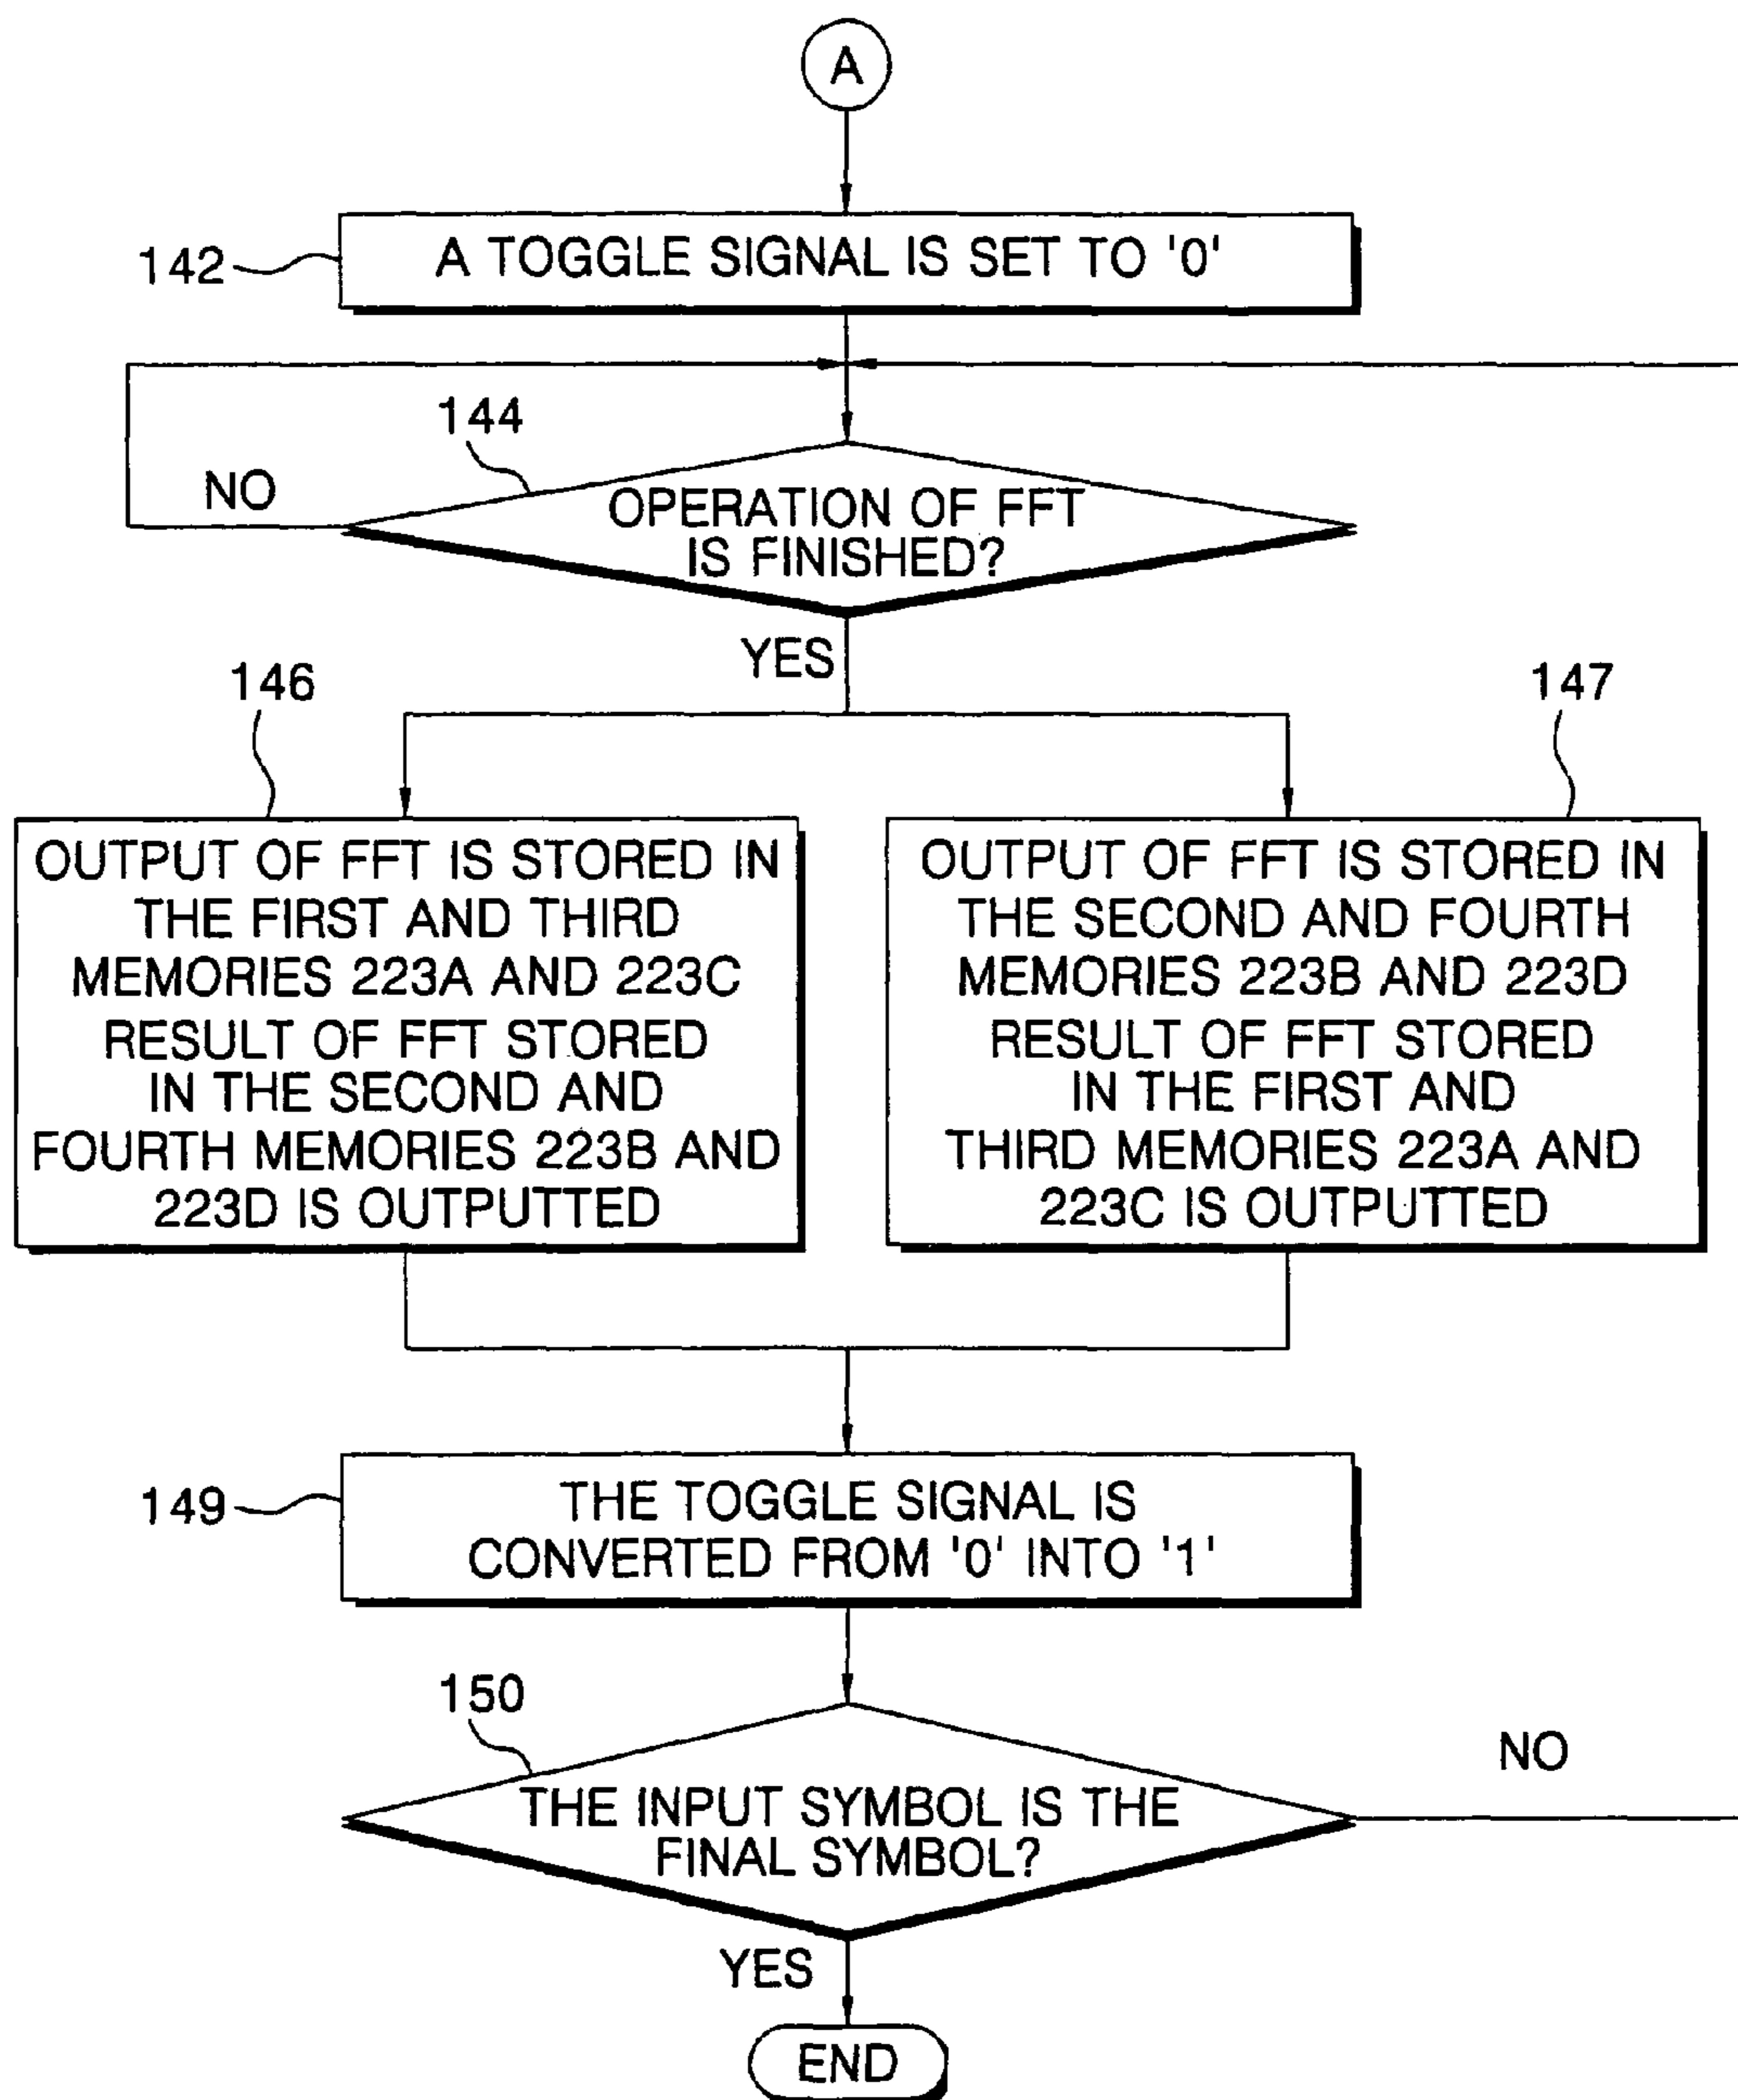 A
142
A TOGGLE SIGNAL IS SET TO '0'
144
NO
OPERATION OF FFT
IS FINISHED?
YES
146
OUTPUT OF FFT IS STORED IN
THE FIRST AND THIRD
MEMORIES 223A AND 223C
RESULT OF FFT STORED
IN THE SECOND AND
FOURTH MEMORIES 223B AND
223D IS OUTPUTTED
147
OUTPUT OF FFT IS STORED IN
THE SECOND AND FOURTH
MEMORIES 223B AND 223D
RESULT OF FFT STORED
IN THE FIRST AND
THIRD MEMORIES 223A AND
223C IS OUTPUTTED
149
THE TOGGLE SIGNAL IS
CONVERTED FROM '0' INTO '1'
150
THE INPUT SYMBOL IS THE
FINAL SYMBOL?
NO
YES
END